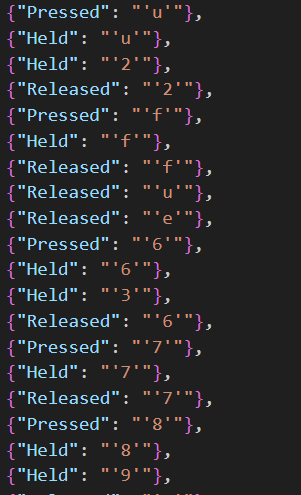 {"Pressed": "'u'"},
{"Held": "'u'"},
{"Held": "'2'"},
{"Released": "'2'"},
{"Pressed": "'f'"},
{"Held": "'f'"},
{"Released": "'f'"},
{"Released": "'u'"},
{"Released": "'e'"},
{"Pressed": "'6'"},
{"Held": "'6'"},
{"Held": "'3'"},
{"Released": "'6'"},
{"Pressed": "'7'"},
{"Held": "'7'"},
{"Released": "'7'"},
{"Pressed": "'8'"},
{"Held": "'8'"},
{"Held": "'9'"},